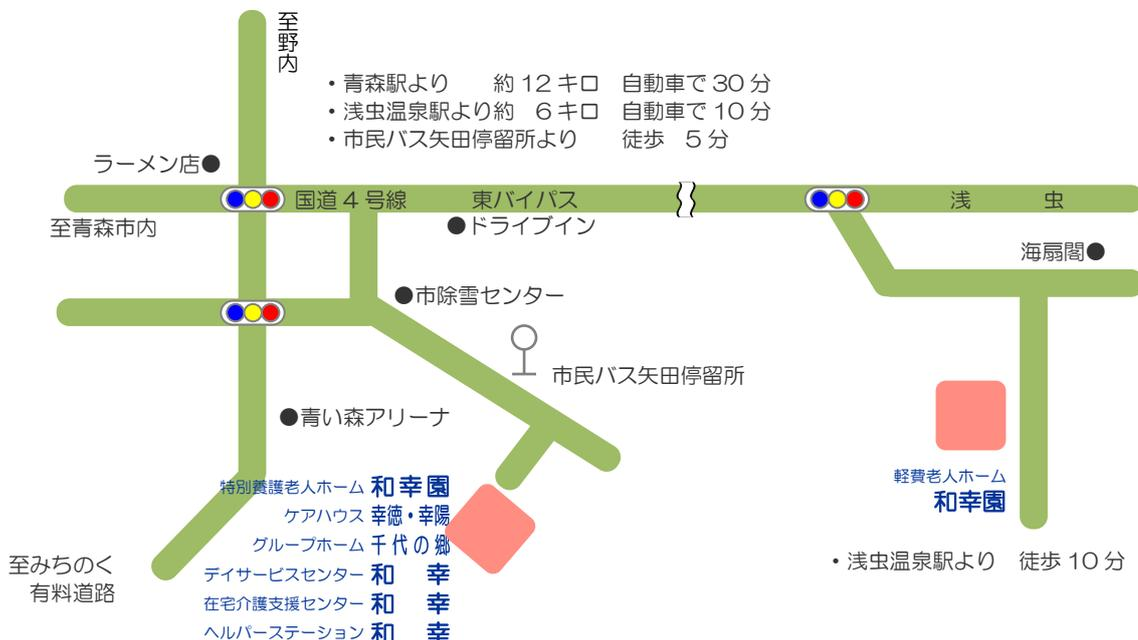 至野内
・青森駅より　　約 12 キロ　自動車で 30 分
・浅虫温泉駅より約　6 キロ　自動車で 10 分
・市民バス矢田停留所より　　徒歩　5 分
ラーメン店●
国道 4 号線　　　東バイパス
浅　　　虫
至青森市内
●ドライブイン
海扇閣●
●市除雪センター
市民バス矢田停留所
●青い森アリーナ
特別養護老人ホーム 和幸園
ケアハウス 幸徳・幸陽
グループホーム 千代の郷
デイサービスセンター 和　幸
在宅介護支援センター 和　幸
ヘルパーステーション 和　幸
至みちのく
有料道路
軽費老人ホーム
和幸園
・浅虫温泉駅より　徒歩 10 分